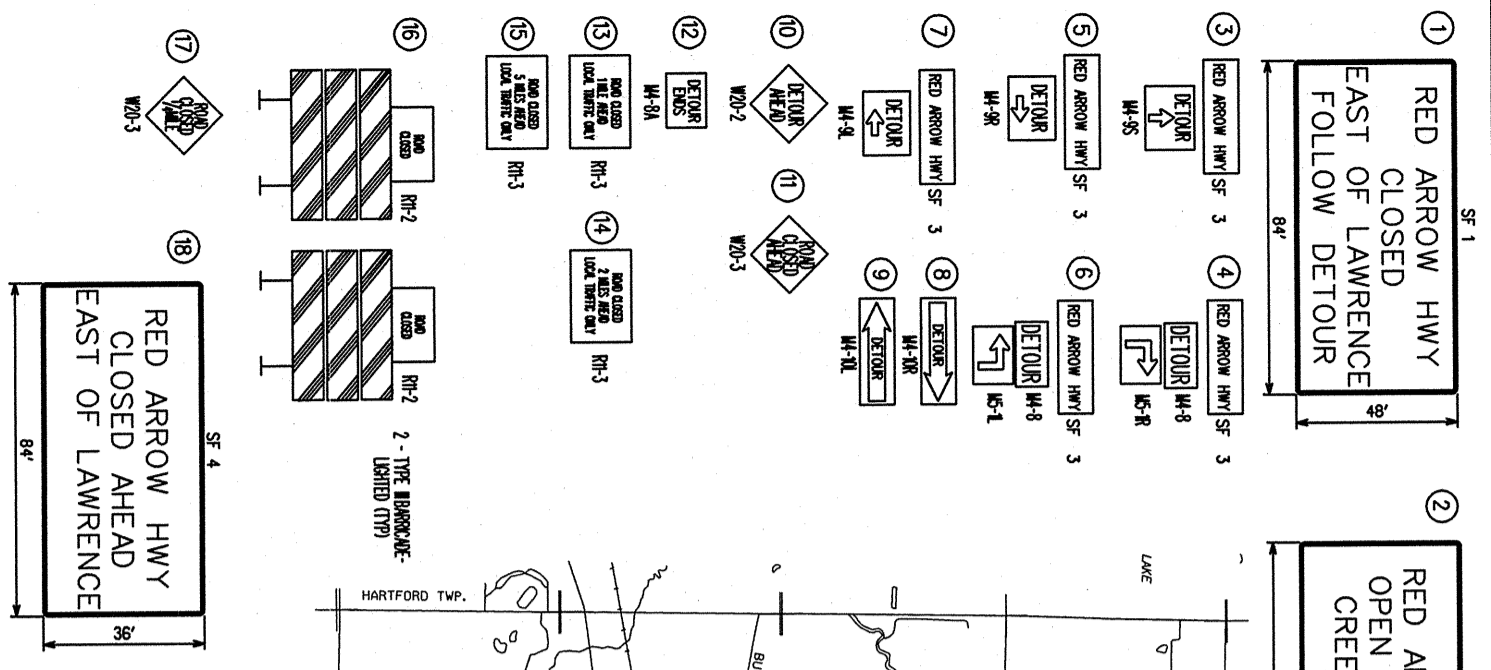 1
SF 1
RED ARROW HWY
CLOSED
EAST OF LAWRENCE
FOLLOW DETOUR
84'
48'
2
RED A
OPEN
CREE
3
RED ARROW HWY
SF 3
DETOUR
M4-9S
4
RED ARROW HWY
SF 3
DETOUR
M4-8
M5-1R
5
RED ARROW HWY
SF 3
DETOUR
M4-9R
6
RED ARROW HWY
SF 3
DETOUR
M4-8
M5-1L
7
RED ARROW HWY
SF 3
DETOUR
M4-9L
8
DETOUR
M4-10R
9
DETOUR
M4-10L
10
DETOUR
AHEAD
W20-2
11
ROAD
CLOSED
AHEAD
W20-3
12
DETOUR
ENDS
M4-8A
13
ROAD CLOSED
1 MILE AHEAD
LOCAL TRAFFIC ONLY
R11-3
14
ROAD CLOSED
2 MILES AHEAD
LOCAL TRAFFIC ONLY
R11-3
15
ROAD CLOSED
5 MILES AHEAD
LOCAL TRAFFIC ONLY
R11-3
16
ROAD
CLOSED
R11-2
ROAD
CLOSED
R11-2
2 - TYPE III BARRICADE-
LIGHTED (TYP)
17
ROAD
CLOSED
MILE
W20-3
18
SF 4
RED ARROW HWY
CLOSED AHEAD
EAST OF LAWRENCE
84'
36'
LAKE
HARTFORD TWP.
BU